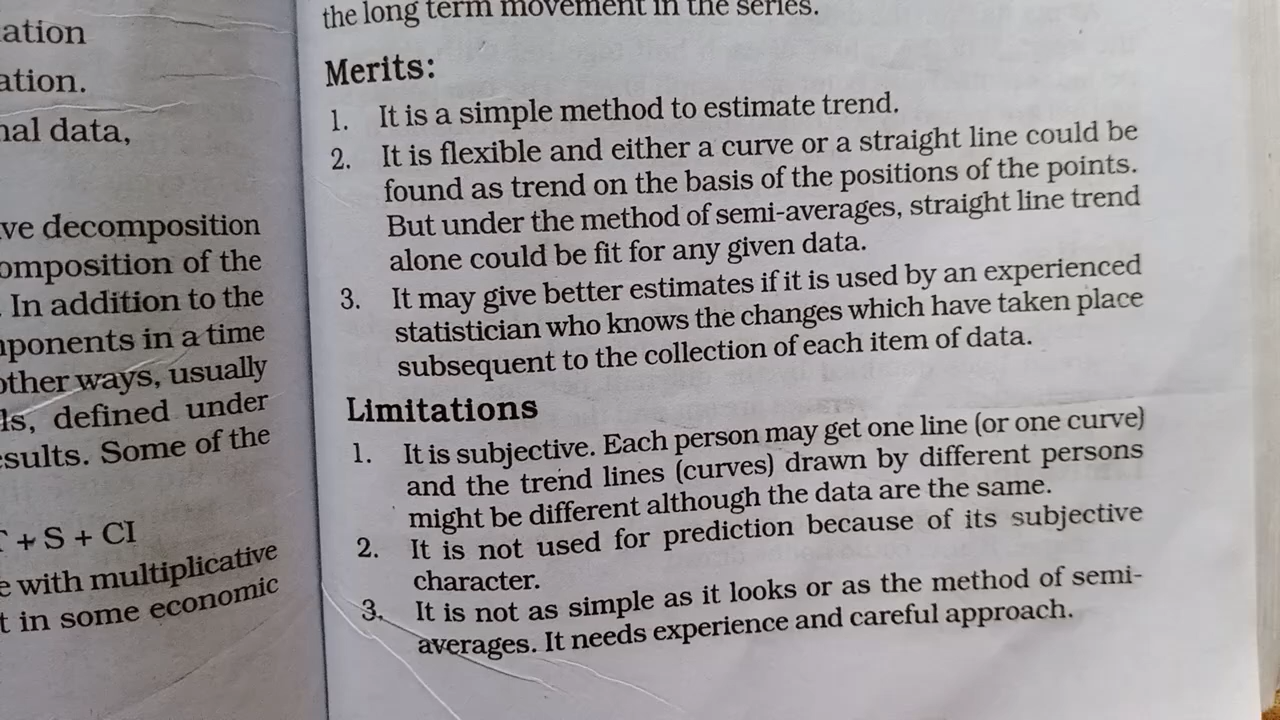 ation
ation.
nal data,
ve decomposition
omposition of the
. In addition to the
ponents in a time
other ways, usually
ls, defined under
esults. Some of the
+ S + CI
e with multiplicative
t in some economic
the long term movement in the series.
Merits:
1. It is a simple method to estimate trend.
2. It is flexible and either a curve or a straight line could be
found as trend on the basis of the positions of the points.
But under the method of semi-averages, straight line trend
alone could be fit for any given data.
3. It may give better estimates if it is used by an experienced
statistician who knows the changes which have taken place
subsequent to the collection of each item of data.
Limitations
1. It is subjective. Each person may get one line (or one curve)
and the trend lines (curves) drawn by different persons
might be different although the data are the same.
2. It is not used for prediction because of its subjective
character.
3. It is not as simple as it looks or as the method of semi-
averages. It needs experience and careful approach.